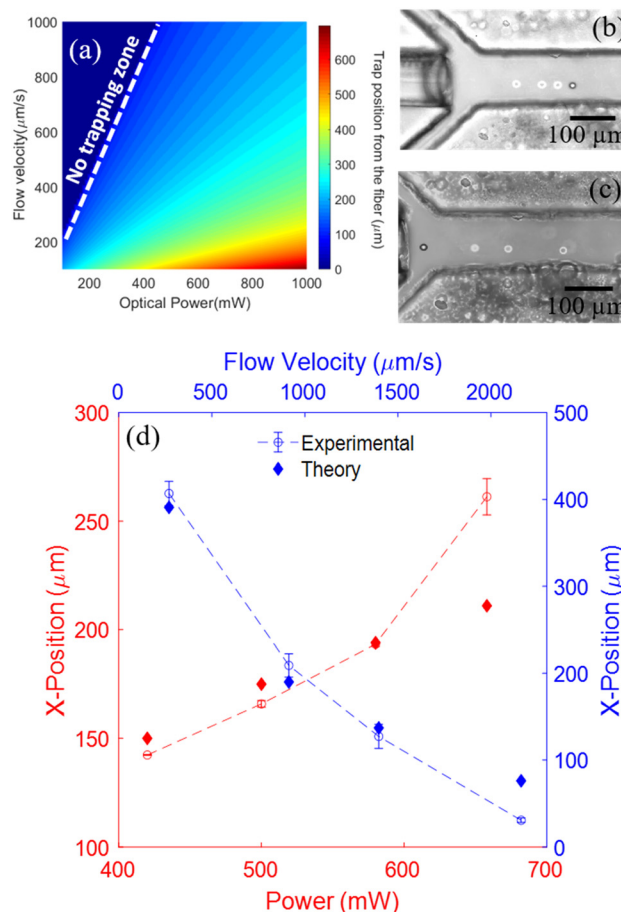 (a)
No trapping zone
Flow velocity(μm/s)
1000
800
600
400
200
200
400
600
800
1000
Optical Power(mW)
600
500
400
300
200
100
0
Trap position from the fiber (μm)
(b)
100 μm
(c)
100 μm
Flow Velocity (μm/s)
0
500
1000
1500
2000
(d)
Experimental
Theory
X-Position (μm)
300
250
200
150
100
500
400
300
200
100
0
X-Position (μm)
400
500
600
700
Power (mW)